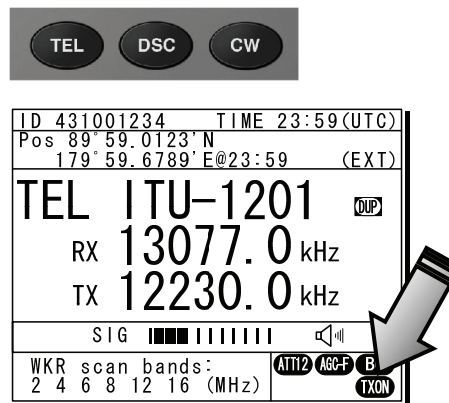 TEL DSC CW
ID 431001234 TIME 23:59(UTC)
Pos 89°59.0123'N
179°59.6789'E@23:59 (EXT)
TEL ITU-1201 DUP
RX 13077.0 kHz
TX 12230.0 kHz
SIG
WKR scan bands: ATT12 AGC-F
2 4 6 8 12 16 (MHz) TXON